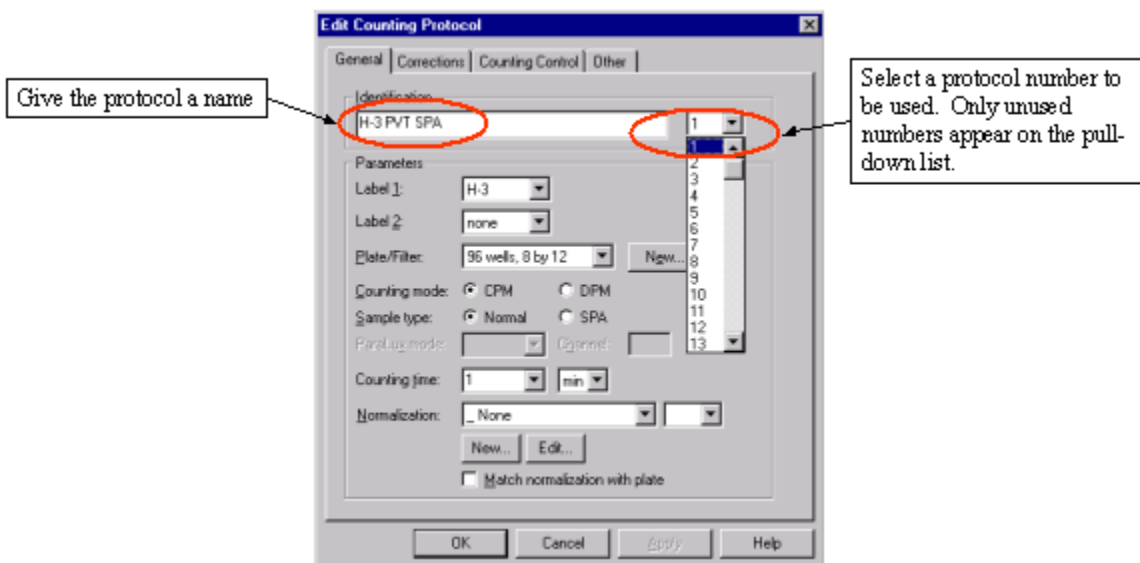 Edit Counting Protocol
General Corrections Counting Control Other
Give the protocol a name
Identification
H-3 PVT SPA 1
Select a protocol number to
be used. Only unused
numbers appear on the pull-
down list.
1
2
3
4
5
6
7
8
9
10
11
12
13
Parameters
Label 1: H-3
Label 2: none
Plate/Filter: 96 wells, 8 by 12 New...
Counting mode: CPM DPM
Sample type: Normal SPA
ParaLux mode: Channel:
Counting time: 1 min
Normalization: _ None
New... Edit...
Match normalization with plate
OK Cancel Apply Help